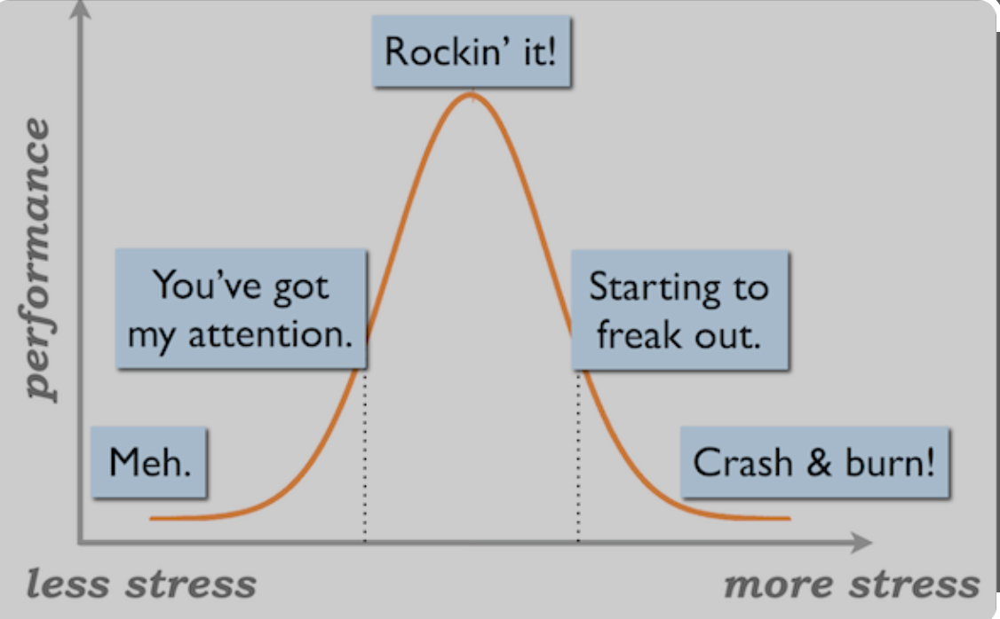 Rockin' it!
performance
You've got
my attention.
Starting to
freak out.
Meh.
Crash & burn!
less stress
more stress